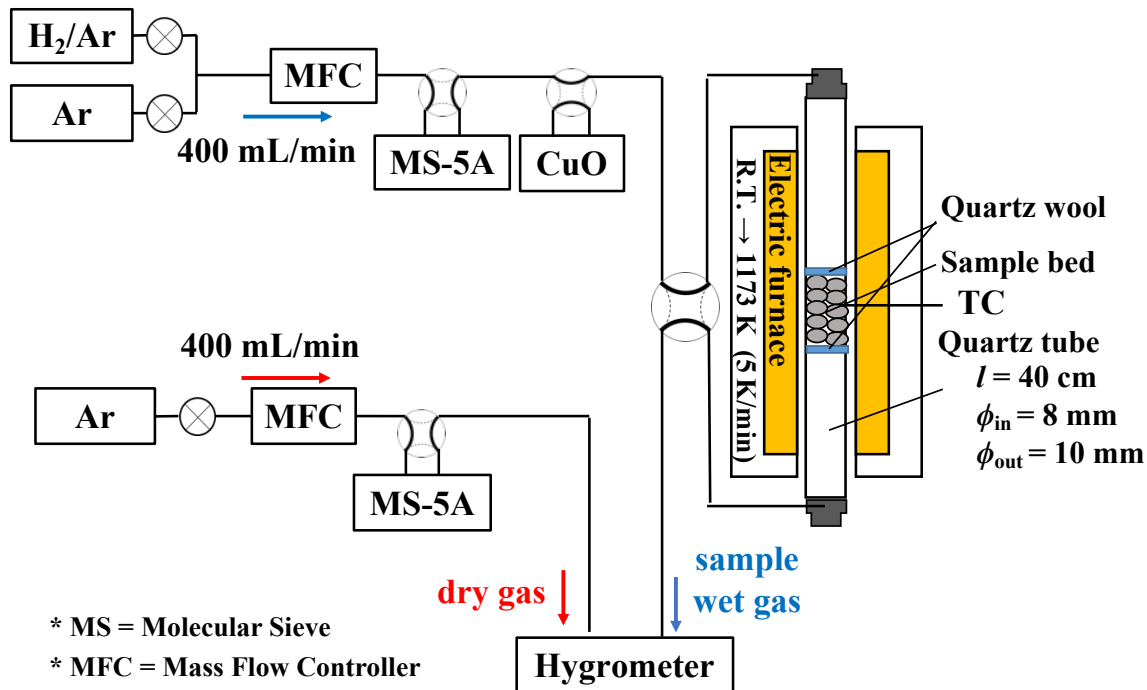 H₂/Ar
MFC
Ar
400 mL/min
MS-5A
CuO
Electric furnace
R.T. → 1173 K (5 K/min)
Quartz wool
Sample bed
TC
Quartz tube
l = 40 cm
ϕin = 8 mm
ϕout = 10 mm
400 mL/min
Ar
MFC
MS-5A
dry gas
sample
wet gas
* MS = Molecular Sieve
* MFC = Mass Flow Controller
Hygrometer